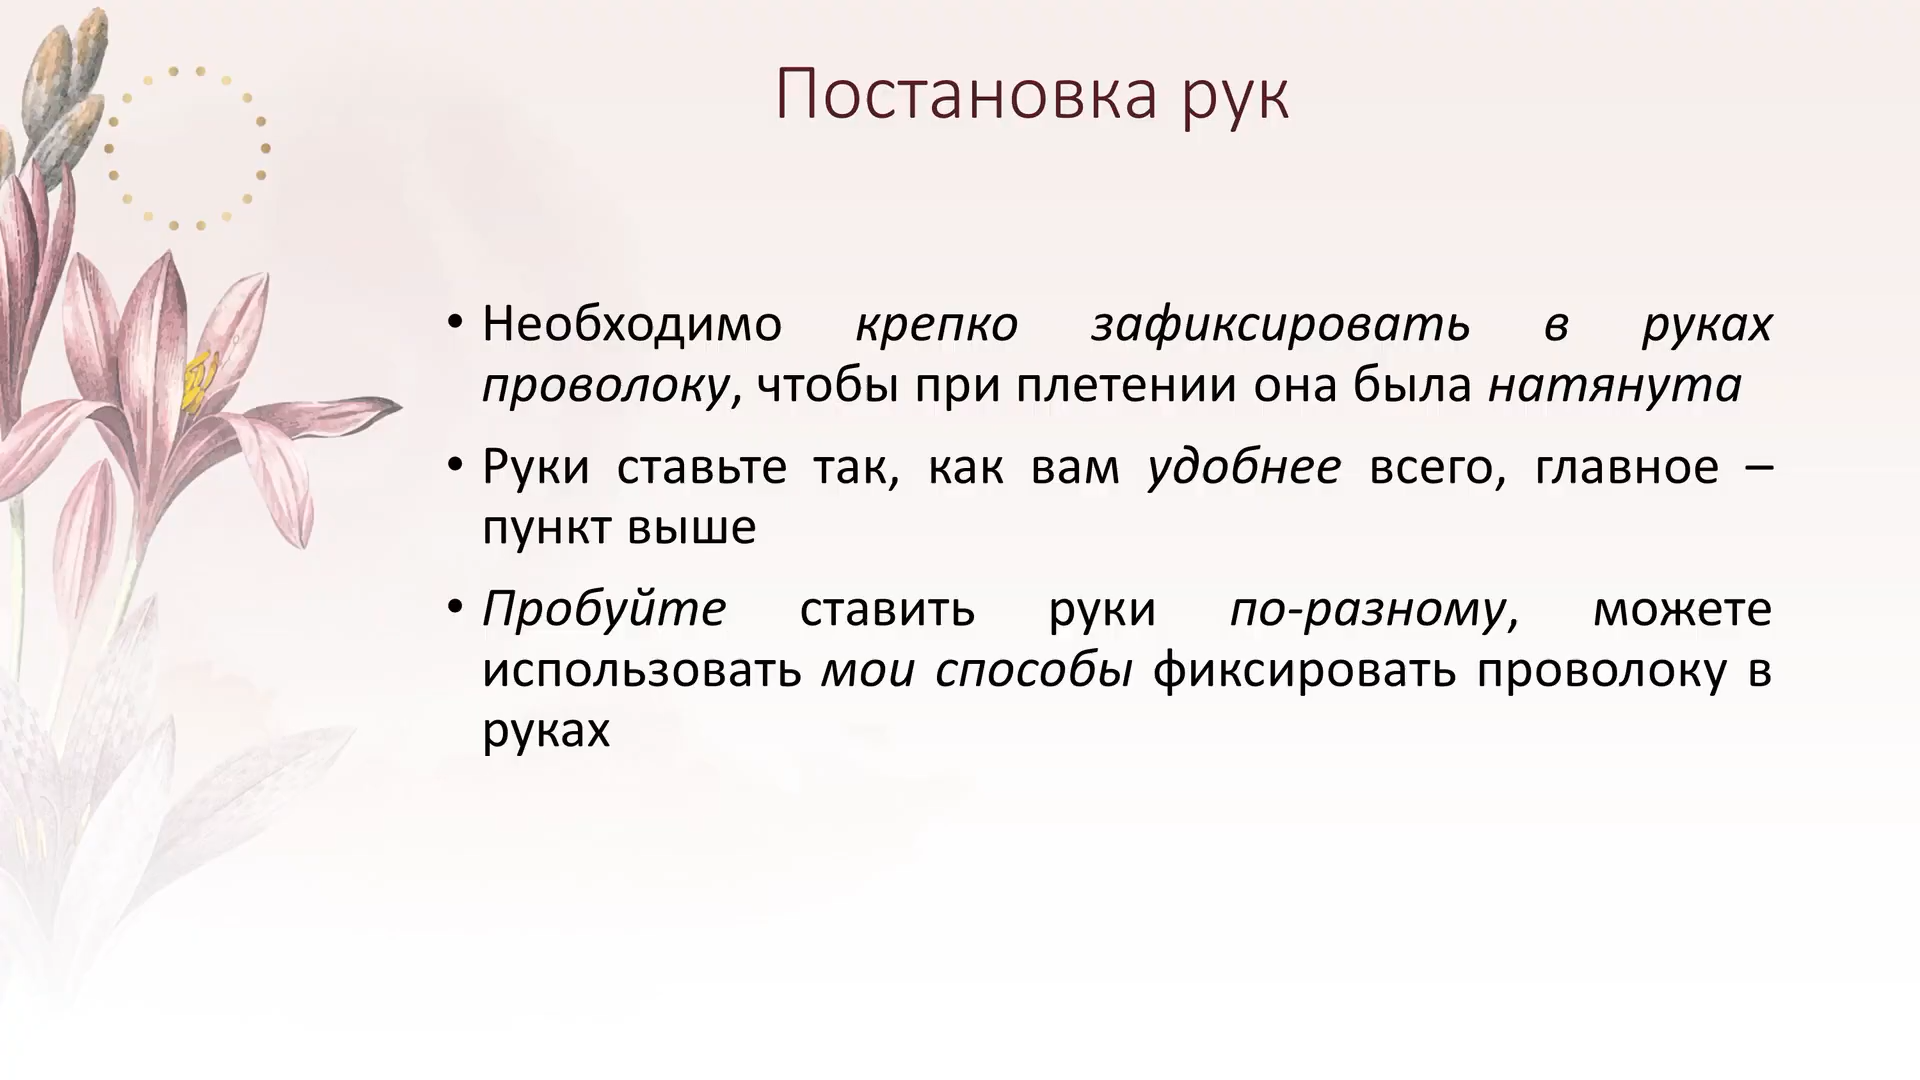 Постановка рук
• Необходимо крепко зафиксировать в руках
проволоку, чтобы при плетении она была натянута
• Руки ставьте так, как вам удобнее всего, главное –
пункт выше
• Пробуйте ставить руки по-разному, можете
использовать мои способы фиксировать проволоку в
руках